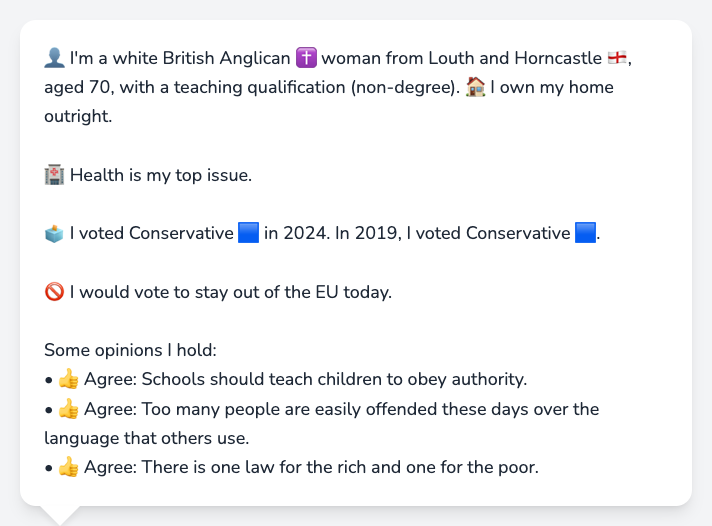 👤 I'm a white British Anglican ✝️ woman from Louth and Horncastle 🏴󠁧󠁢󠁥󠁮󠁧󠁿,
aged 70, with a teaching qualification (non-degree). 🏠 I own my home
outright.
🏥 Health is my top issue.
🗳️ I voted Conservative 🟦 in 2024. In 2019, I voted Conservative 🟦.
🚫 I would vote to stay out of the EU today.
Some opinions I hold:
• 👍 Agree: Schools should teach children to obey authority.
• 👍 Agree: Too many people are easily offended these days over the
language that others use.
• 👍 Agree: There is one law for the rich and one for the poor.